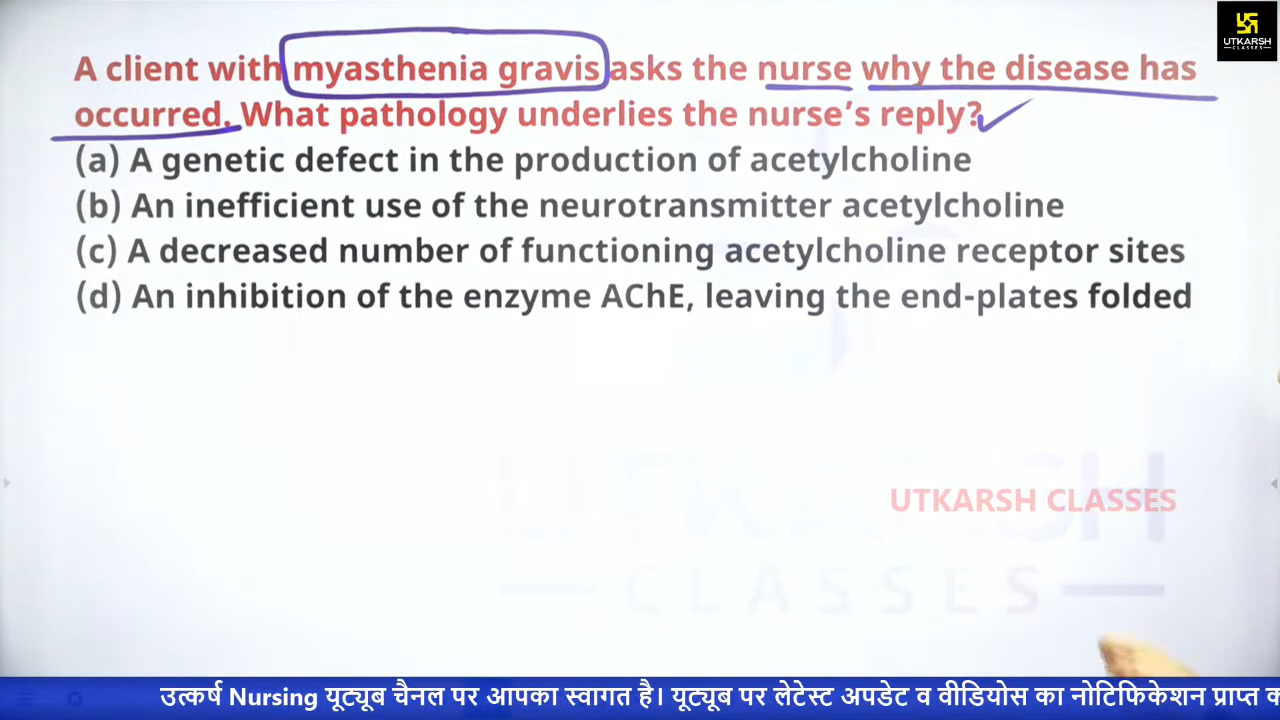 UTKARSH
CLASSES
A client with myasthenia gravis asks the nurse why the disease has
occurred. What pathology underlies the nurse’s reply?
(a) A genetic defect in the production of acetylcholine
(b) An inefficient use of the neurotransmitter acetylcholine
(c) A decreased number of functioning acetylcholine receptor sites
(d) An inhibition of the enzyme AChE, leaving the end-plates folded
UTKARSH
UTKARSH CLASSES
CLASSES
उत्कर्ष Nursing यूट्यूब चैनल पर आपका स्वागत है। यूट्यूब पर लेटेस्ट अपडेट व वीडियोस का नोटिफिकेशन प्राप्त